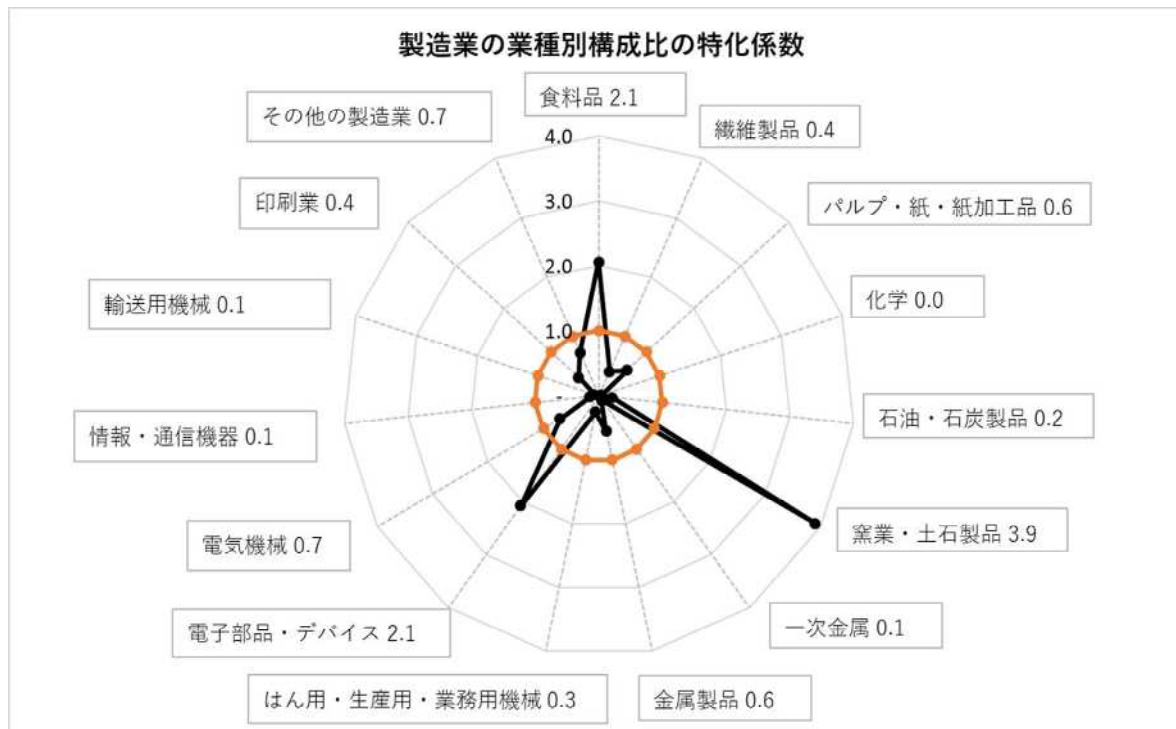 製造業の業種別構成比の特化係数
食料品 2.1
その他の製造業 0.7
繊維製品 0.4
4.0
印刷業 0.4
パルプ・紙・紙加工品 0.6
3.0
輸送用機械 0.1
2.0
化学 0.0
1.0
-
情報・通信機器 0.1
石油・石炭製品 0.2
電気機械 0.7
窯業・土石製品 3.9
電子部品・デバイス 2.1
一次金属 0.1
はん用・生産用・業務用機械 0.3
金属製品 0.6